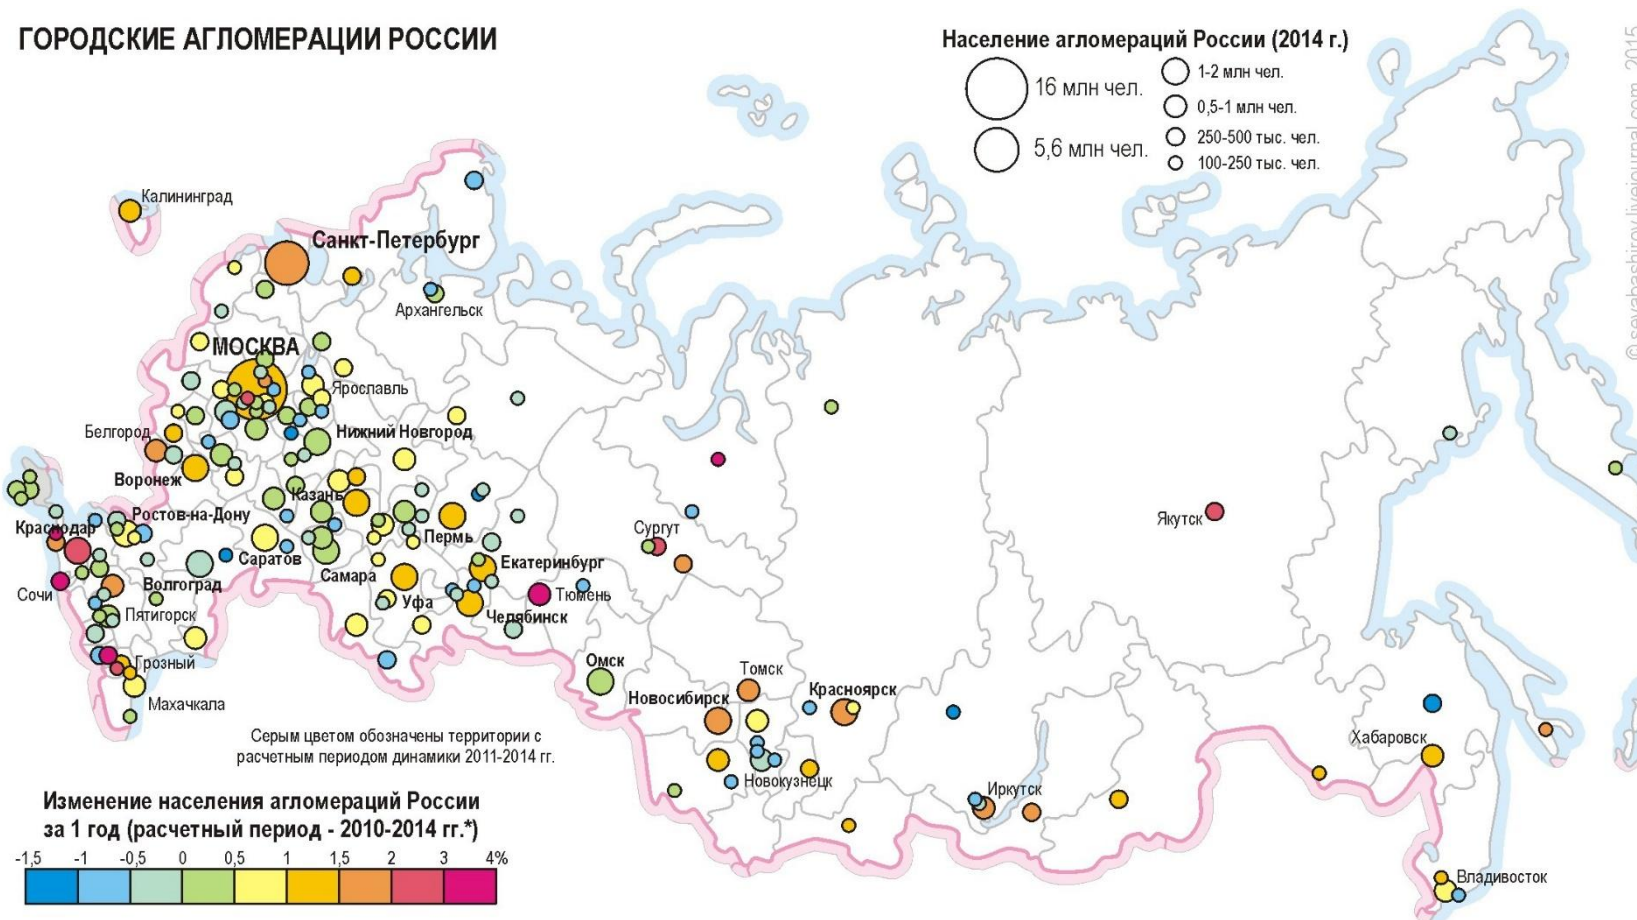 ГОРОДСКИЕ АГЛОМЕРАЦИИ РОССИИ
Население агломераций России (2014 г.)
16 млн чел.
5,6 млн чел.
1-2 млн чел.
0,5-1 млн чел.
250-500 тыс. чел.
100-250 тыс. чел.
© sevabashirov.livejournal.com, 2015
Калининград
Санкт-Петербург
Архангельск
МОСКВА
Ярославль
Белгород
Нижний Новгород
Воронеж
Казань
Ростов-на-Дону
Краснодар
Пермь
Сургут
Якутск
Саратов
Екатеринбург
Самара
Волгоград
Сочи
Тюмень
Уфа
Пятигорск
Челябинск
Грозный
Омск
Томск
Махачкала
Новосибирск
Красноярск
Хабаровск
Новокузнецк
Иркутск
Владивосток
Серым цветом обозначены территории с
расчетным периодом динамики 2011-2014 гг.
Изменение населения агломераций России
за 1 год (расчетный период - 2010-2014 гг.*)
-1,5 -1 -0,5 0 0,5 1 1,5 2 3 4%